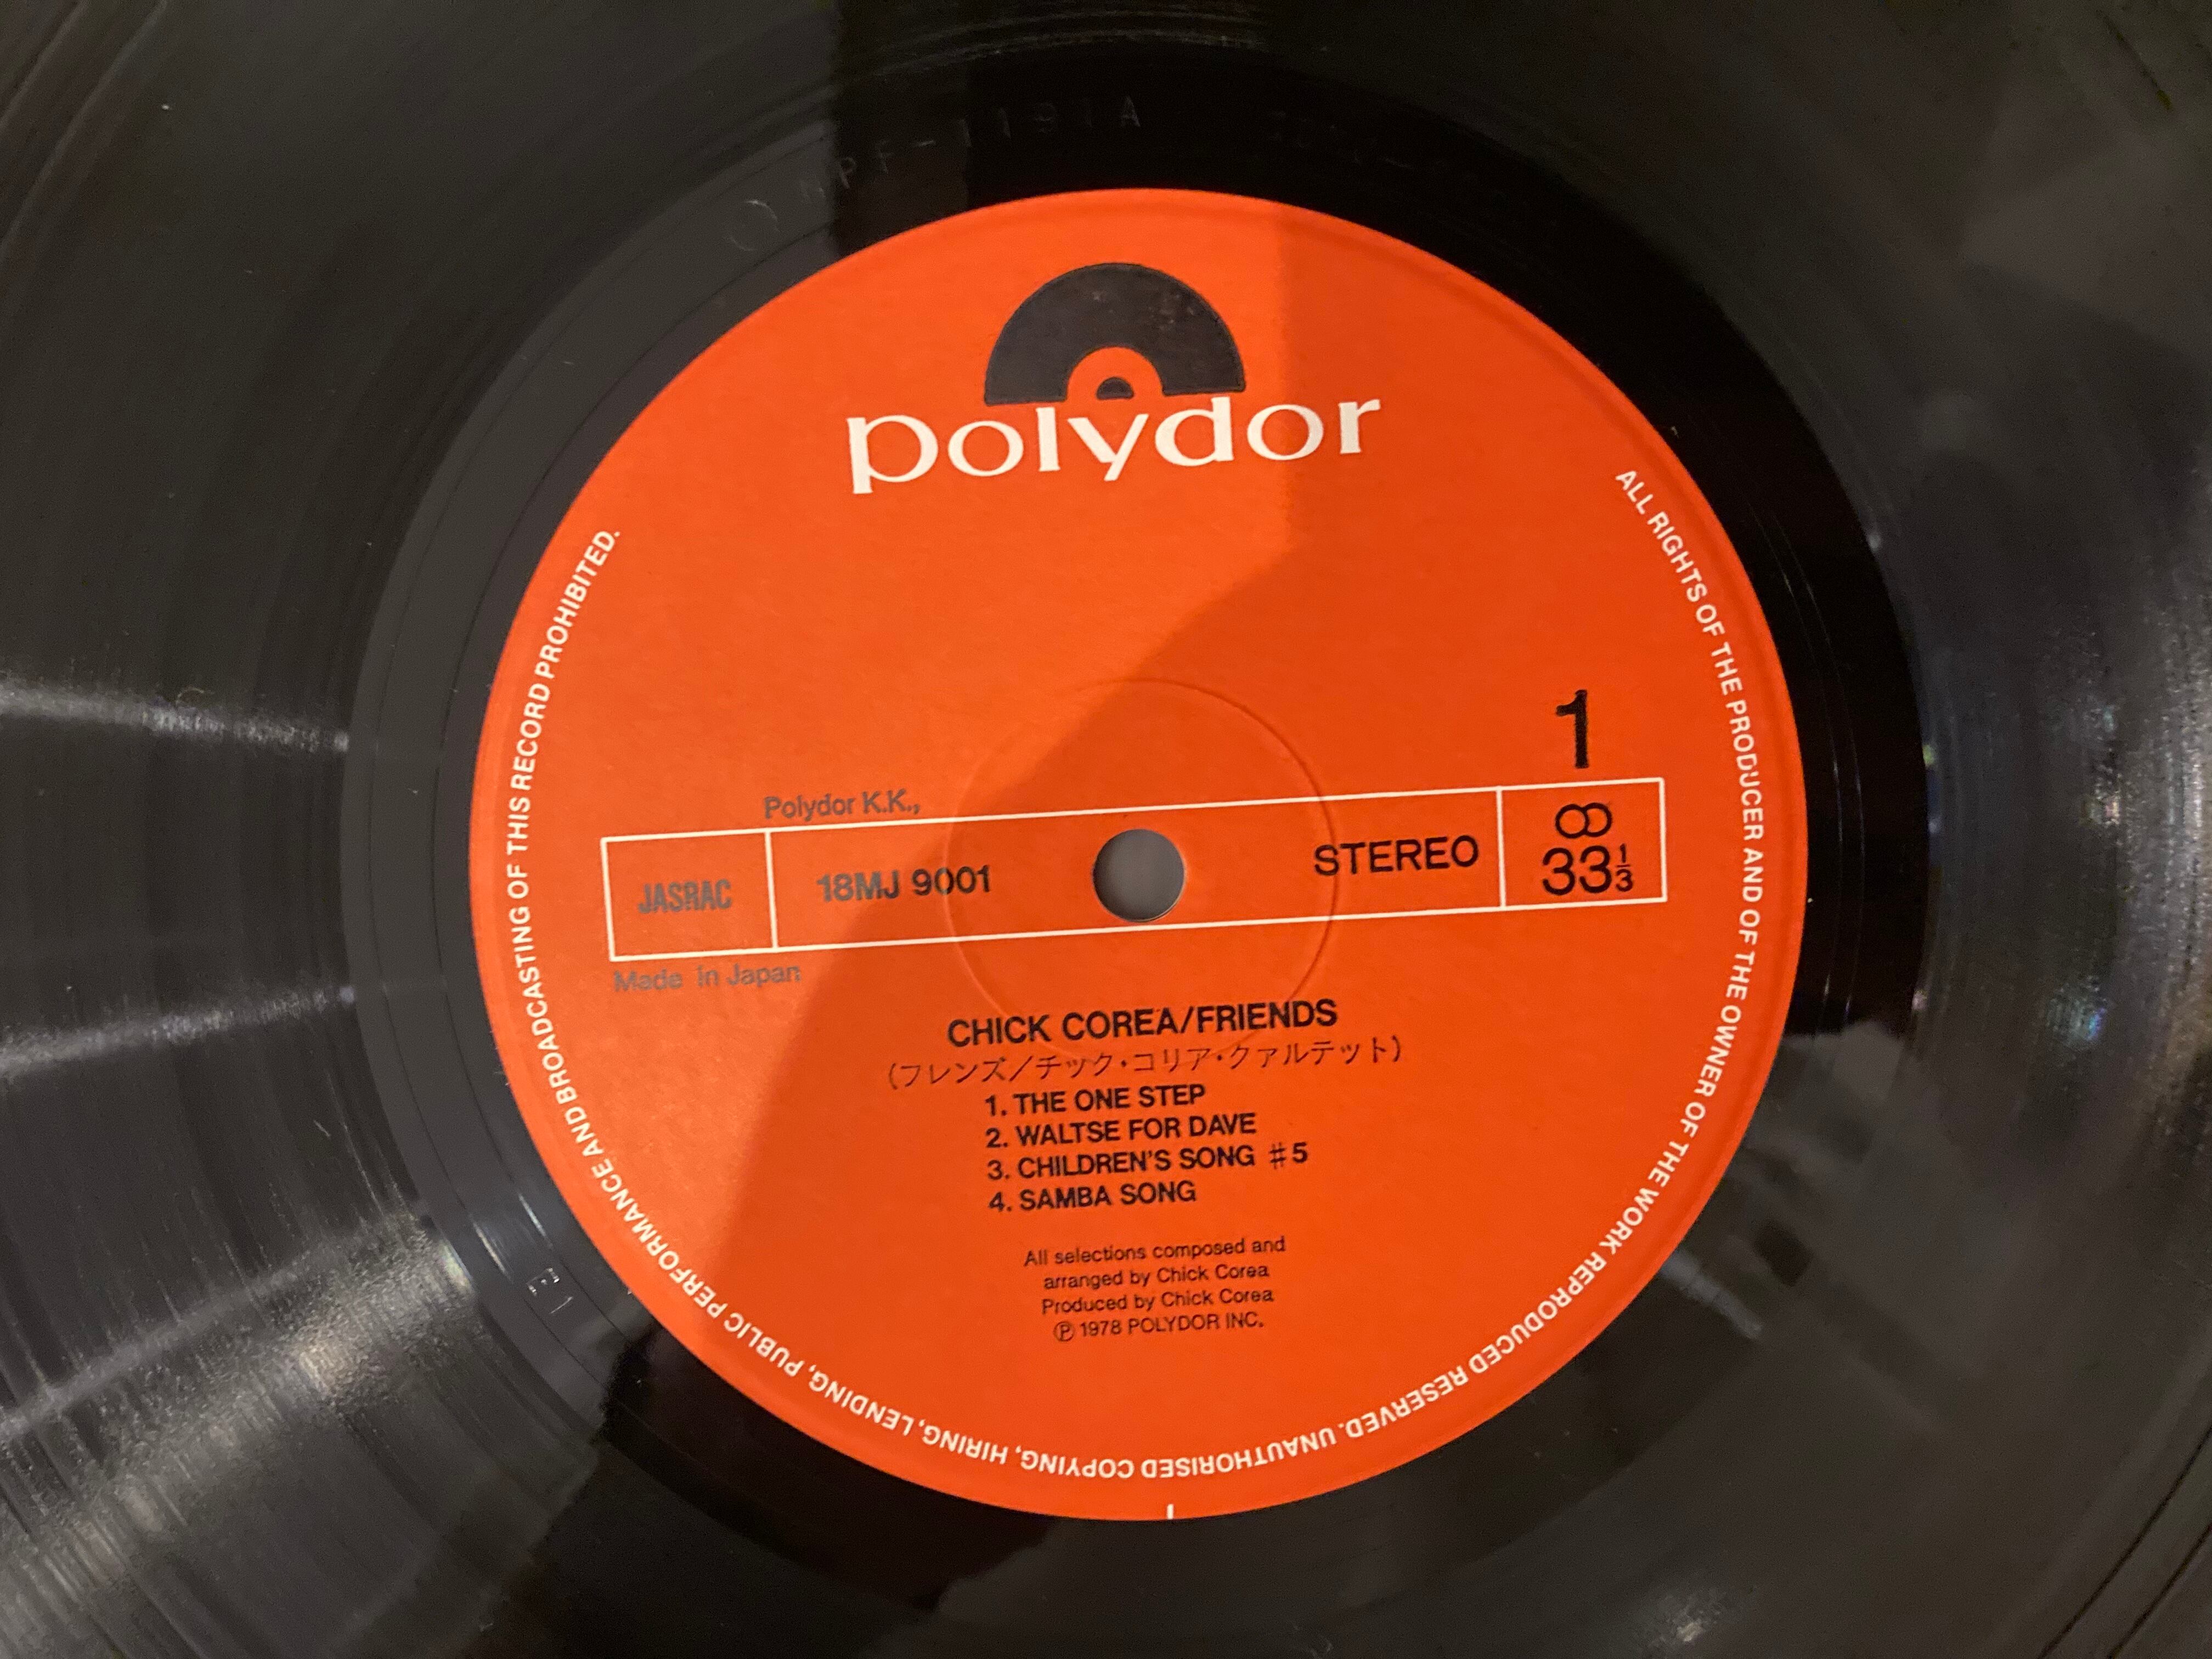 polydor
1
Polydor K.K.,
JASRAC
18MJ 9001
STEREO
33⅓
Made in Japan
CHICK COREA/FRIENDS
(フレンズ/チック・コリア・クァルテット)
1. THE ONE STEP
2. WALTSE FOR DAVE
3. CHILDREN'S SONG #5
4. SAMBA SONG
All selections composed and
arranged by Chick Corea
Produced by Chick Corea
Ⓟ 1978 POLYDOR INC.
ALL RIGHTS OF THE PRODUCER AND OF THE OWNER OF THE WORK REPRODUCED RESERVED. UNAUTHORISED COPYING, HIRING, LENDING, PUBLIC PERFORMANCE AND BROADCASTING OF THIS RECORD PROHIBITED.